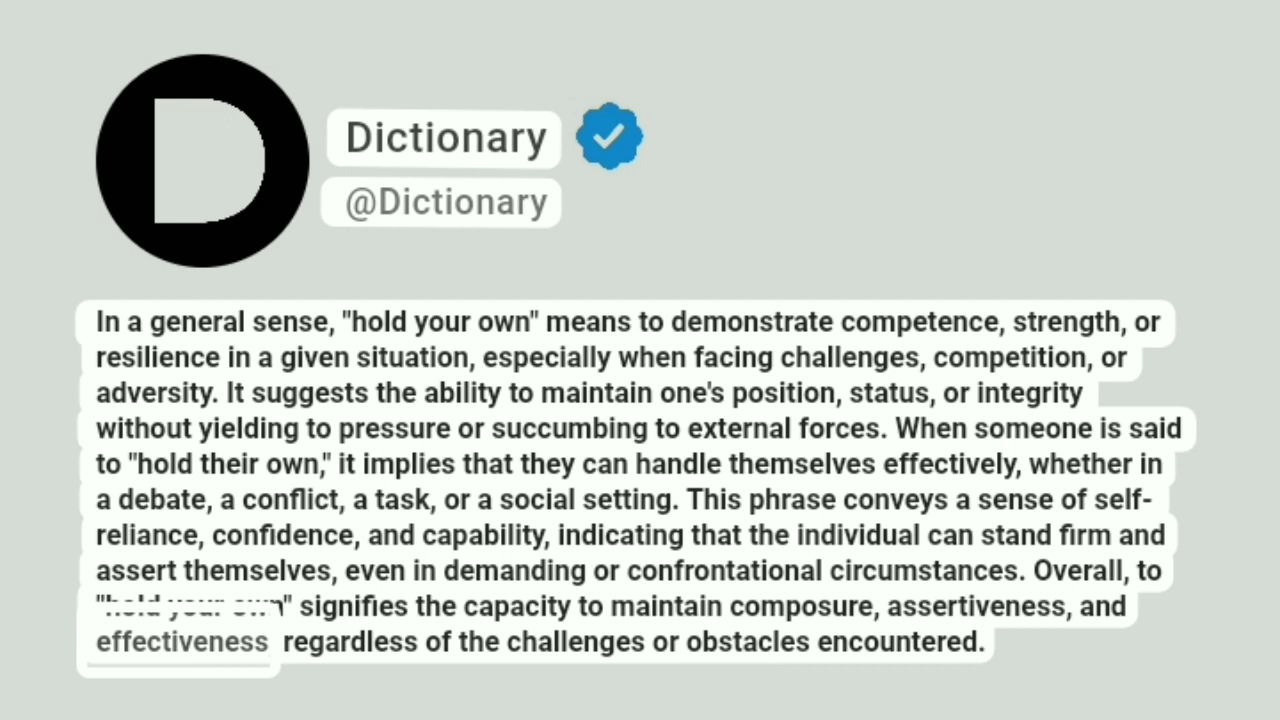 Dictionary
@Dictionary
In a general sense, "hold your own" means to demonstrate competence, strength, or
resilience in a given situation, especially when facing challenges, competition, or
adversity. It suggests the ability to maintain one's position, status, or integrity
without yielding to pressure or succumbing to external forces. When someone is said
to "hold their own," it implies that they can handle themselves effectively, whether in
a debate, a conflict, a task, or a social setting. This phrase conveys a sense of self-
reliance, confidence, and capability, indicating that the individual can stand firm and
assert themselves, even in demanding or confrontational circumstances. Overall, to
"hold your own" signifies the capacity to maintain composure, assertiveness, and
effectiveness regardless of the challenges or obstacles encountered.